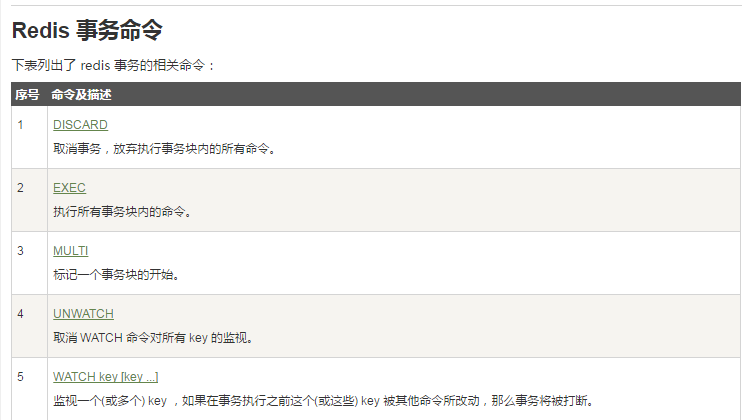 Redis 事务命令
下表列出了 redis 事务的相关命令：
序号 命令及描述
1 DISCARD
取消事务，放弃执行事务块内的所有命令。
2 EXEC
执行所有事务块内的命令。
3 MULTI
标记一个事务块的开始。
4 UNWATCH
取消 WATCH 命令对所有 key 的监视。
5 WATCH key [key ...]
监视一个(或多个) key ，如果在事务执行之前这个(或这些) key 被其他命令所改动，那么事务将被打断。